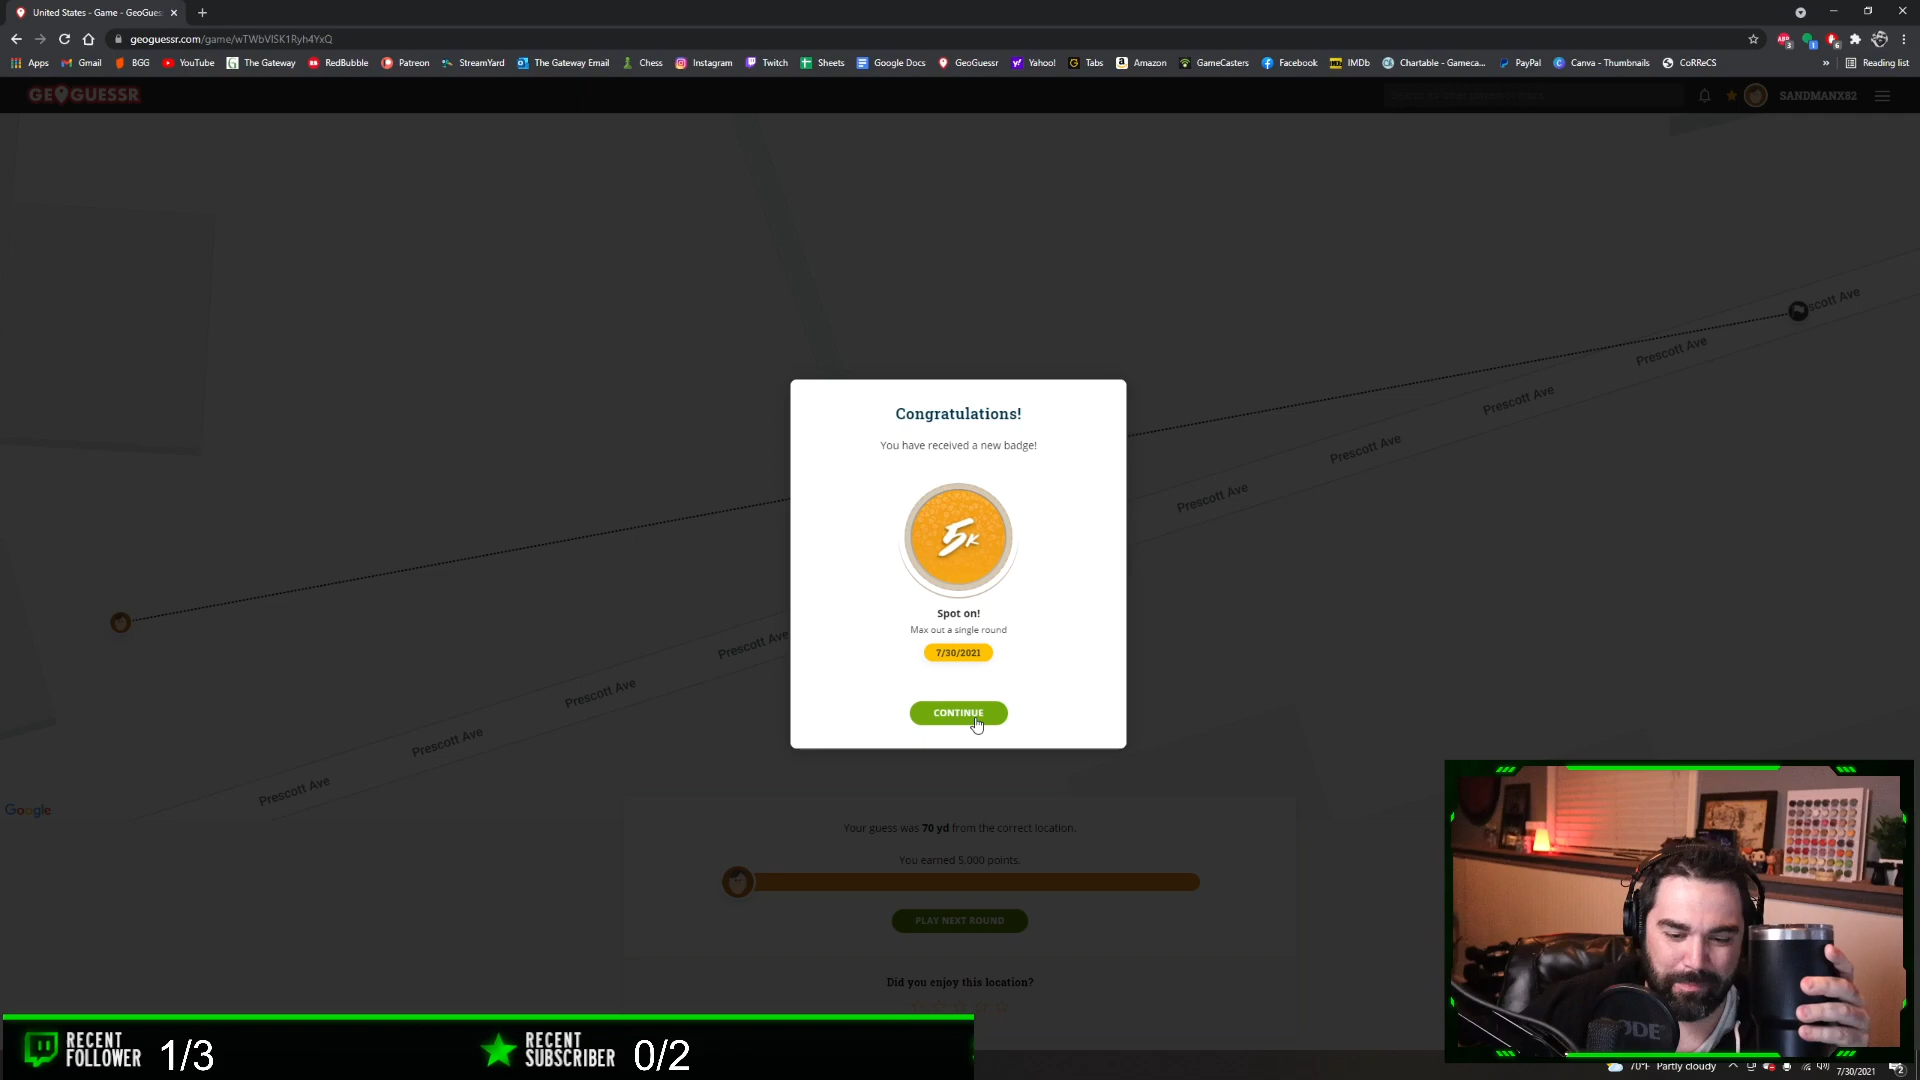 United States - Game - GeoGues
geoguessr.com/game/wTWbVISK1Ryh4YxQ
Apps
Gmail
BGG
YouTube
The Gateway
RedBubble
Patreon
StreamYard
The Gateway Email
Chess
Instagram
Twitch
Sheets
Google Docs
GeoGuessr
Yahoo!
Tabs
Amazon
GameCasters
Facebook
IMDb
Chartable - Gameca...
PayPal
Canva - Thumbnails
CoRReCS
»
Reading list
GEOGUESSR
SANDMANX82
scott Ave
Prescott Ave
Prescott Ave
Prescott Ave
Prescott Ave
Prescott Ave
Prescott Ave
Prescott Ave
Prescott Ave
Google
Congratulations!
You have received a new badge!
5K
Spot on!
Max out a single round
7/30/2021
CONTINUE
Your guess was 70 yd from the correct location.
You earned 5,000 points.
PLAY NEXT ROUND
Did you enjoy this location?
RECENT FOLLOWER 1/3
RECENT SUBSCRIBER 0/2
ODE
70°F Partly cloudy
7/30/2021
2